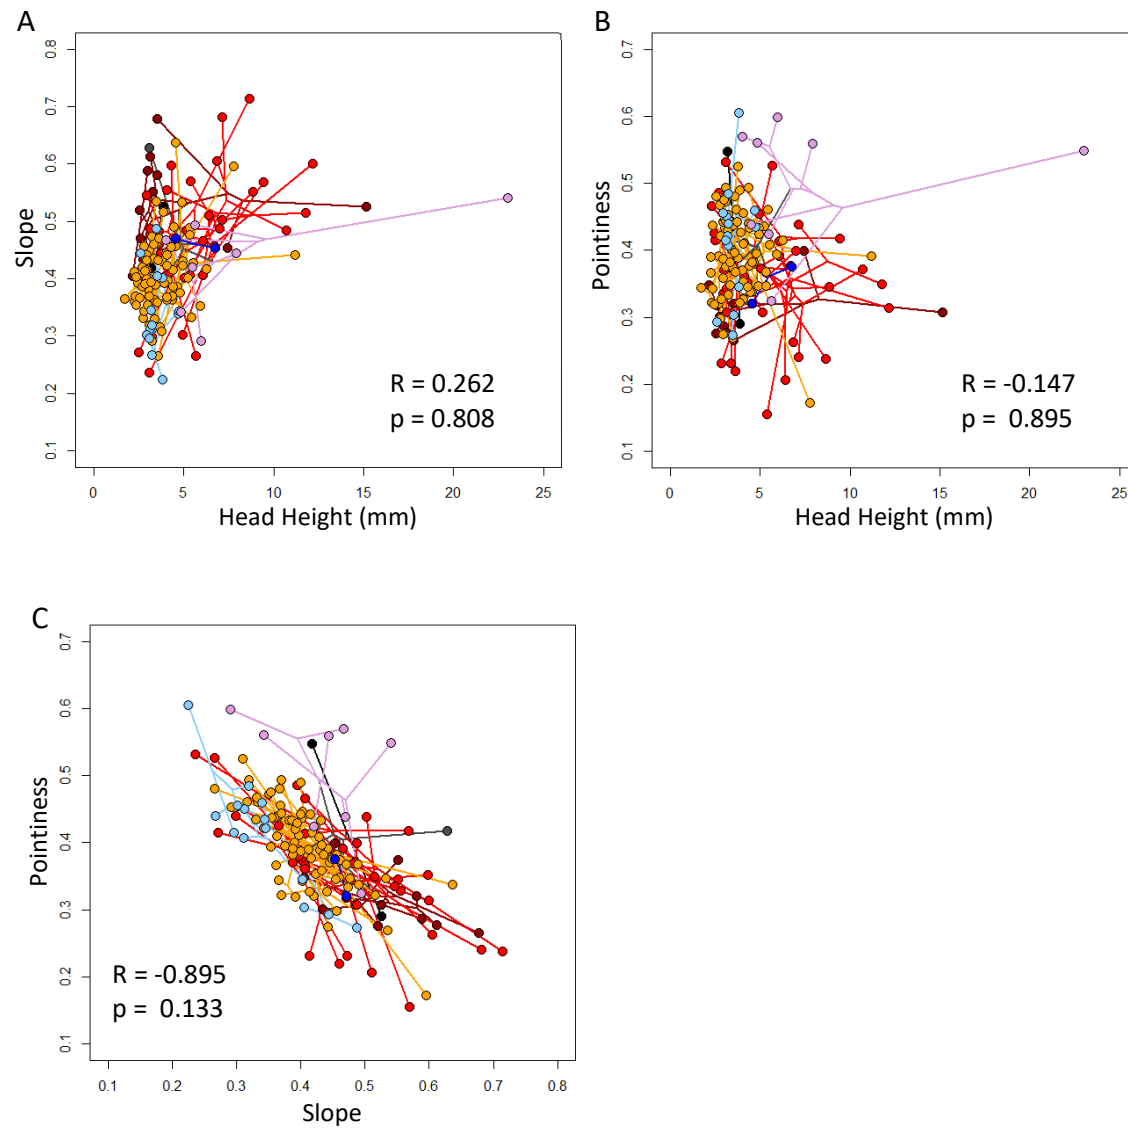 A
Slope
0.8
0.7
0.6
0.5
0.4
0.3
0.2
0.1
R = 0.262
p = 0.808
0 5 10 15 20 25
Head Height (mm)
B
Pointiness
0.7
0.6
0.5
0.4
0.3
0.2
0.1
R = -0.147
p = 0.895
0 5 10 15 20 25
Head Height (mm)
C
Pointiness
0.7
0.6
0.5
0.4
0.3
0.2
0.1
R = -0.895
p = 0.133
0.1 0.2 0.3 0.4 0.5 0.6 0.7 0.8
Slope